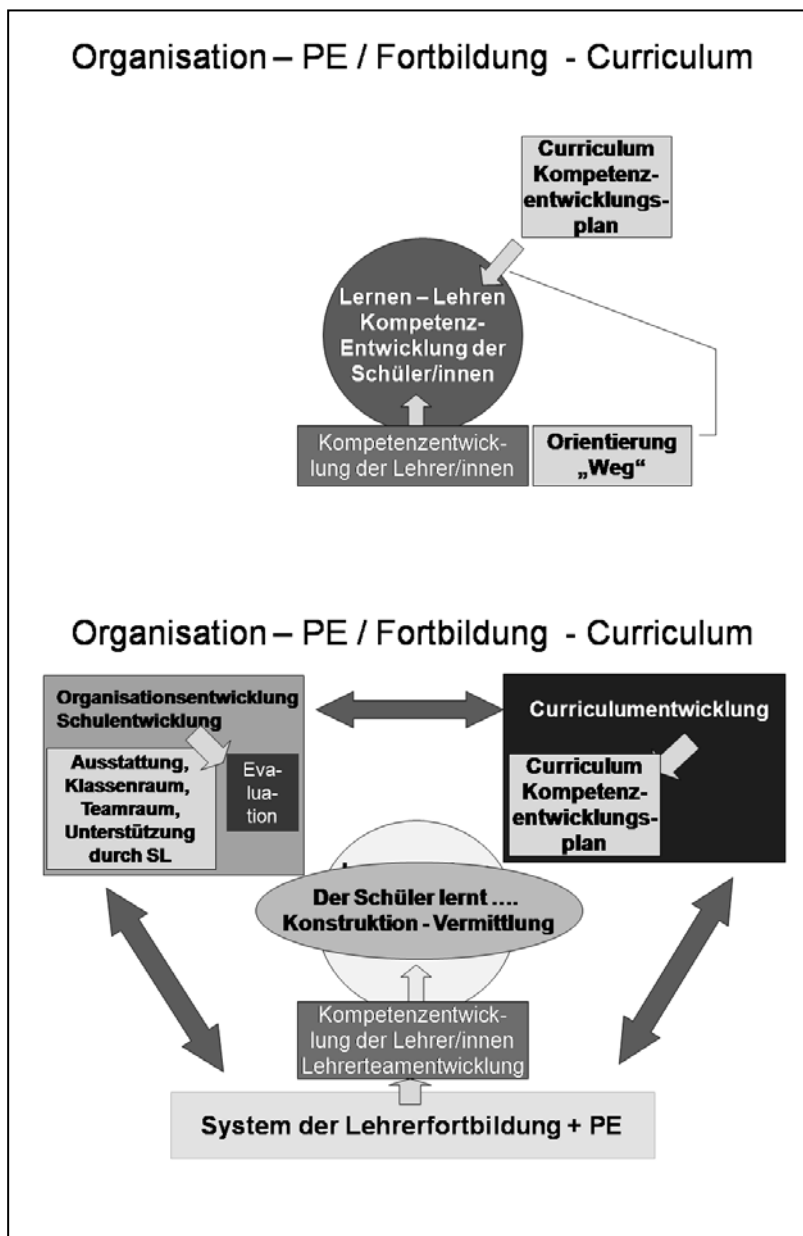 Organisation – PE / Fortbildung - Curriculum
Curriculum
Kompetenz-
entwicklungs-
plan
Lernen – Lehren
Kompetenz-
Entwicklung der
Schüler/innen
Kompetenzentwick-
lung der Lehrer/innen
Orientierung
„Weg“
Organisation – PE / Fortbildung - Curriculum
Organisationsentwicklung
Schulentwicklung
Ausstattung,
Klassenraum,
Teamraum,
Unterstützung
durch SL
Eva-
lua-
tion
Curriculumentwicklung
Curriculum
Kompetenz-
entwicklungs-
plan
Der Schüler lernt ….
Konstruktion - Vermittlung
Kompetenzentwick-
lung der Lehrer/innen
Lehrerteamentwicklung
System der Lehrerfortbildung + PE